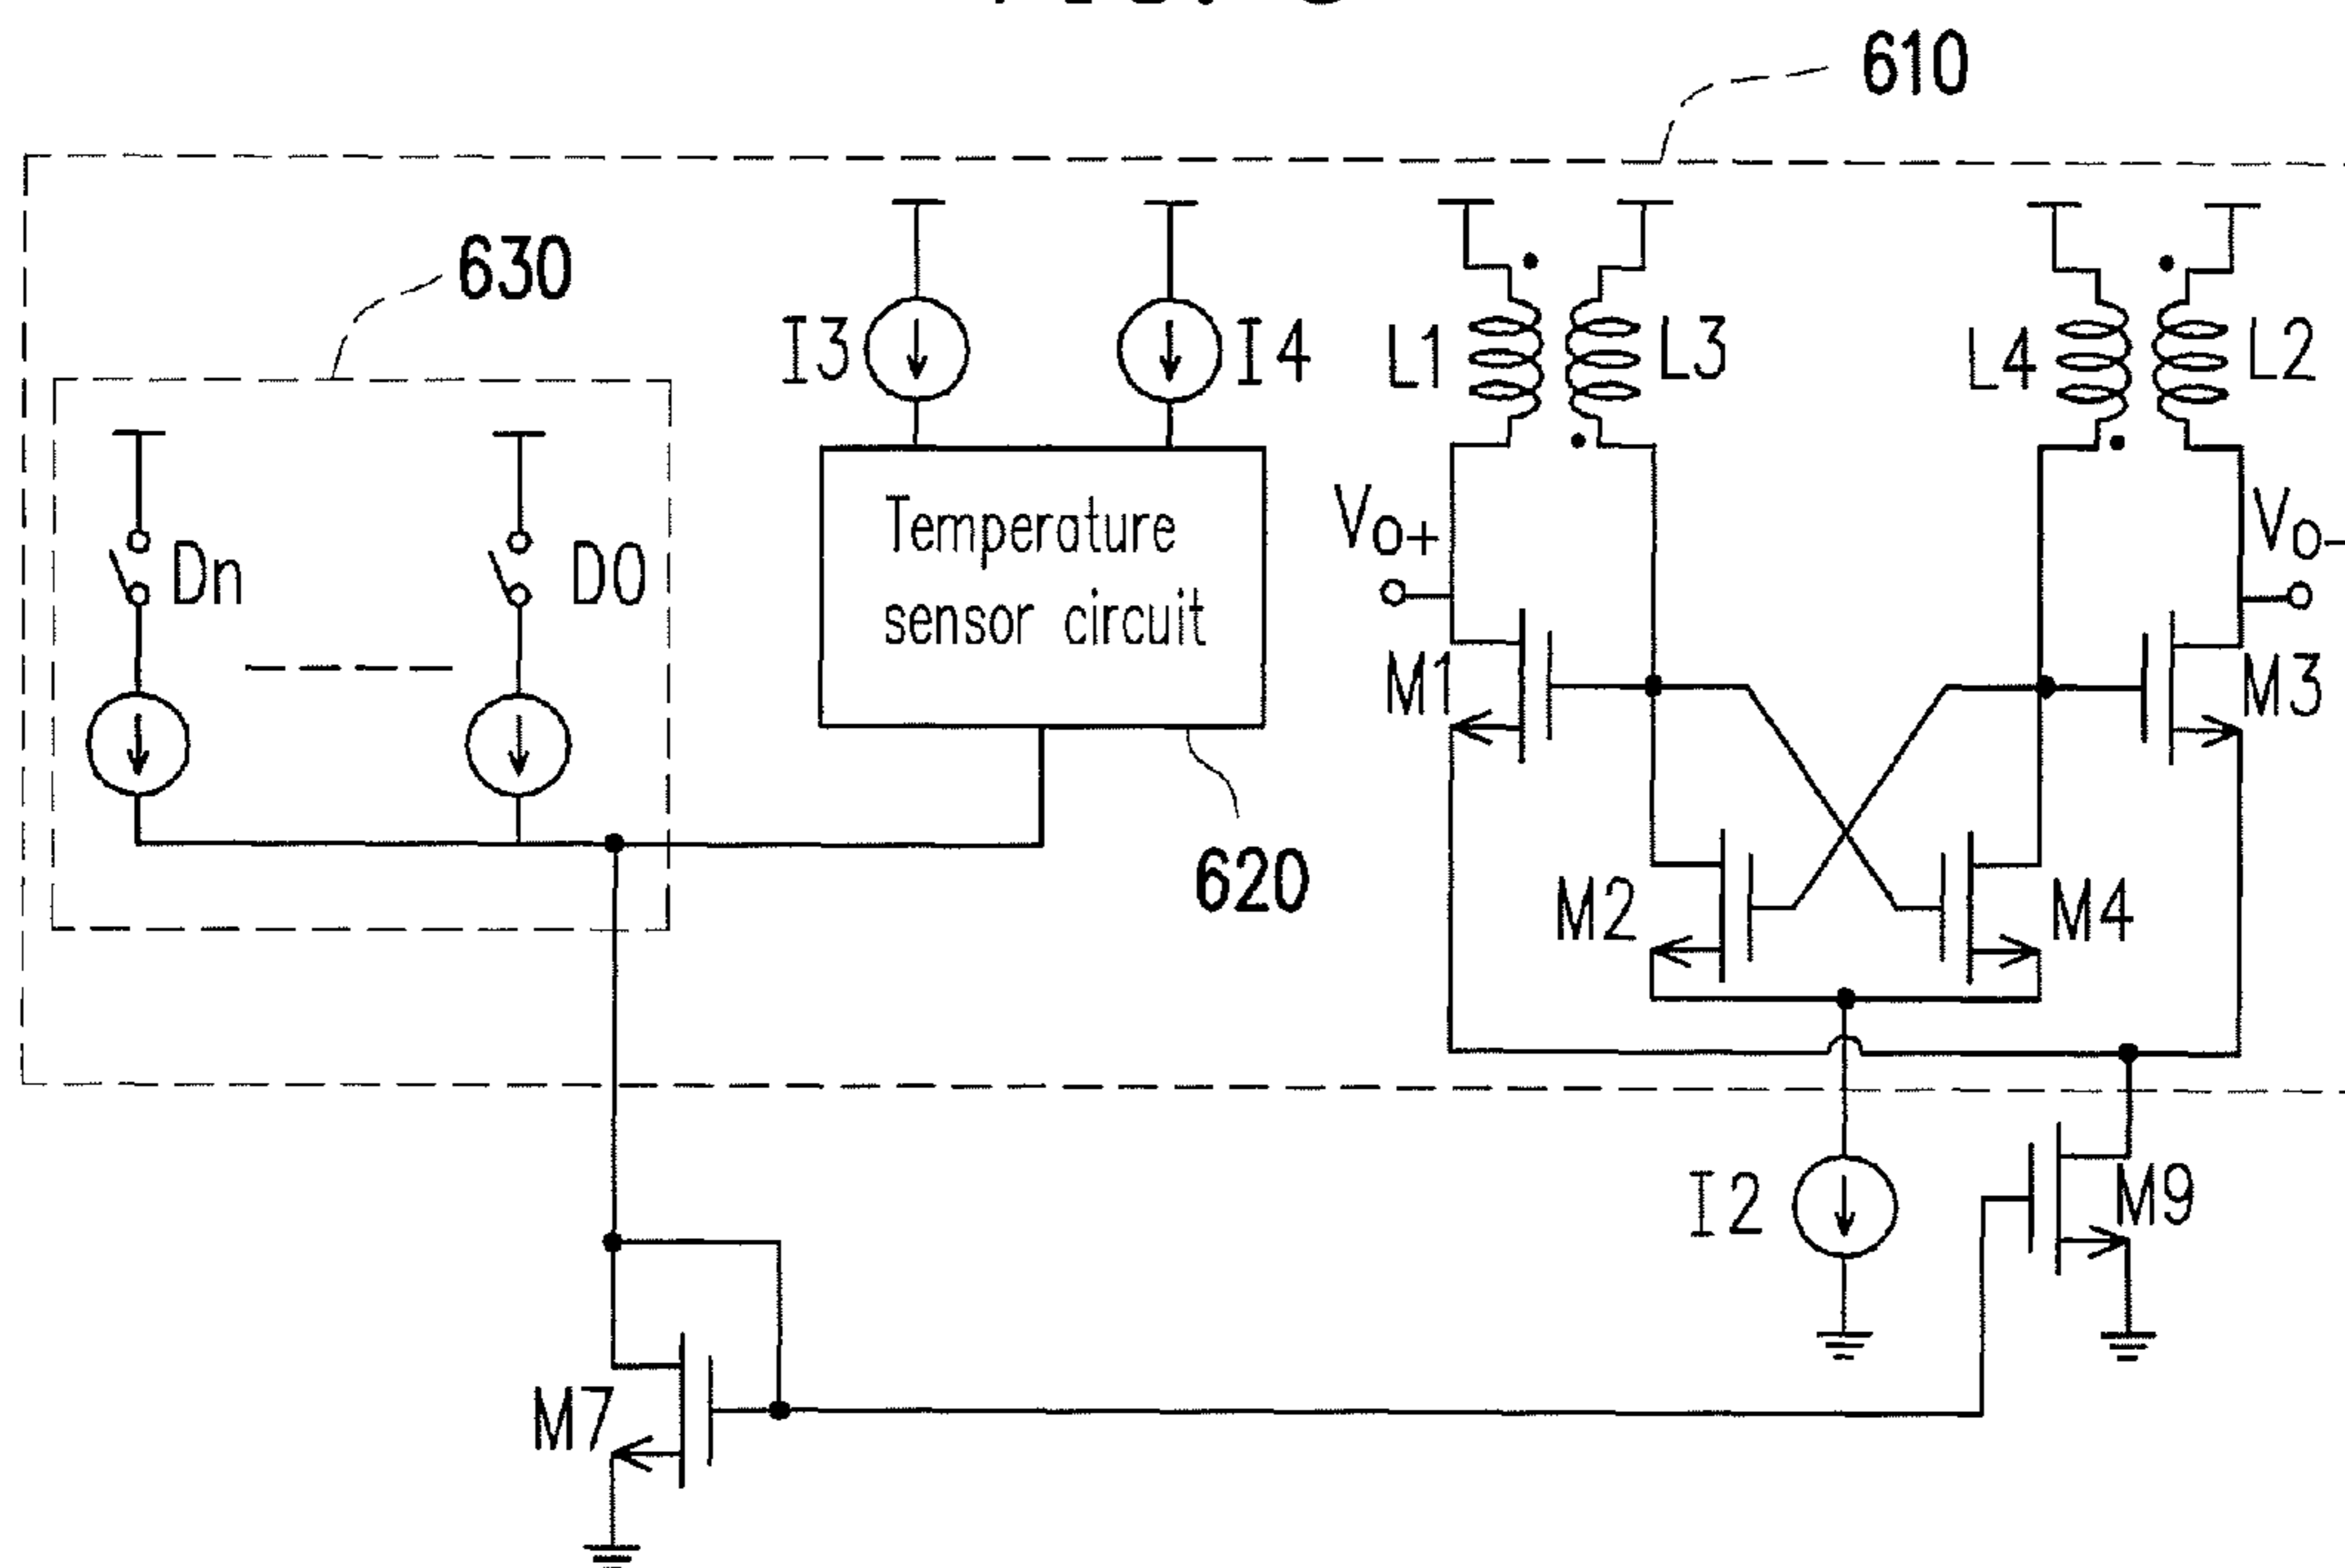 610
630
I3
I4
L1
L3
L4
L2
Dn
D0
Temperature
sensor circuit
Vo+
Vo-
M1
M3
620
M2
M4
I2
M9
M7